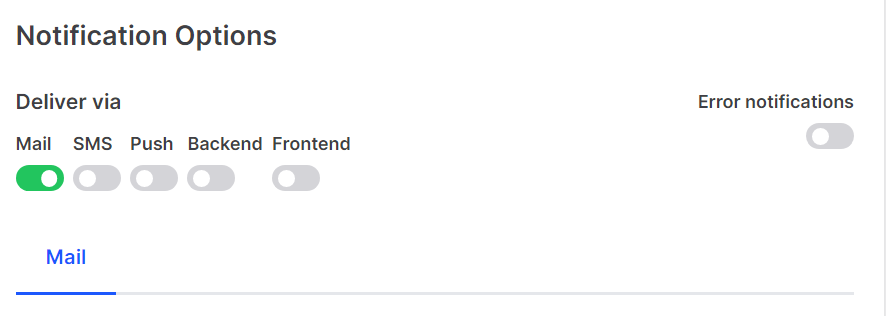 Notification Options
Deliver via
Error notifications
Mail SMS Push Backend Frontend
Mail